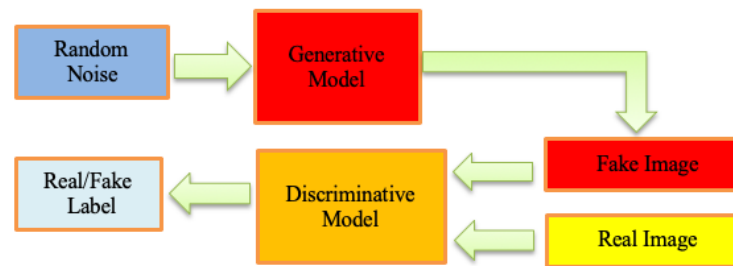 Random
Noise
Generative
Model
Fake Image
Real/Fake
Label
Discriminative
Model
Real Image